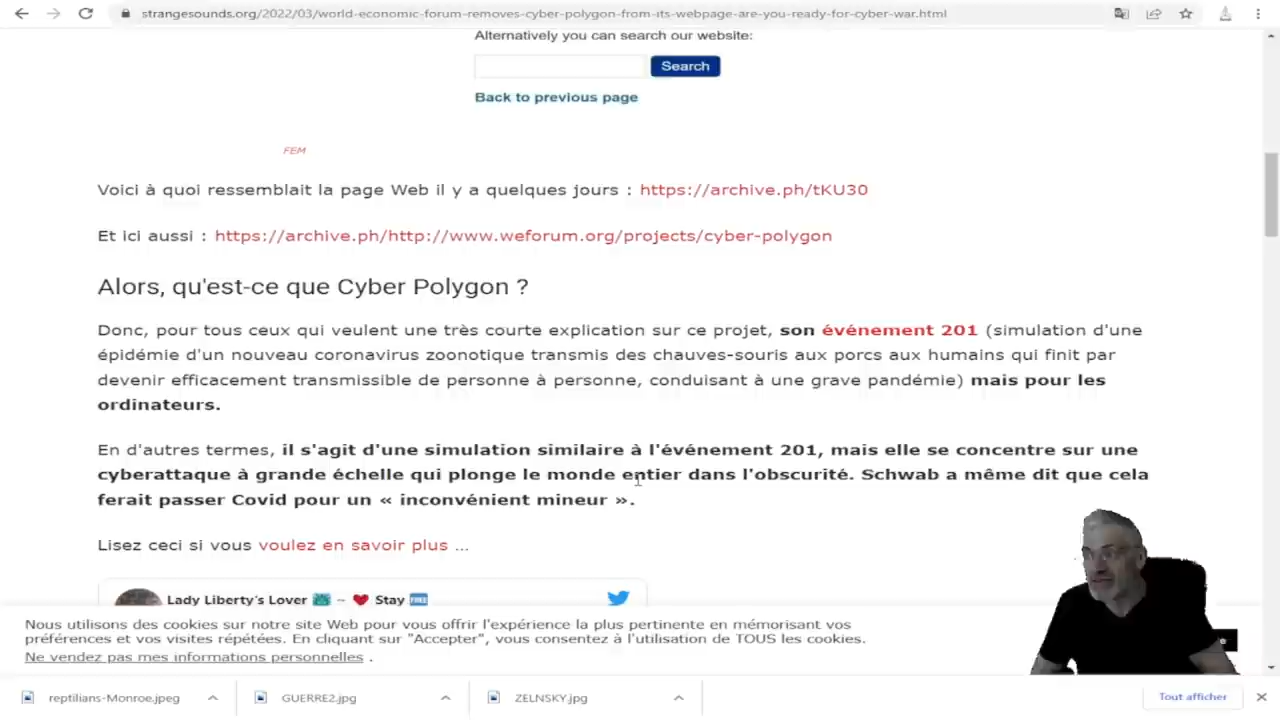 strangesounds.org/2022/03/world-economic-forum-removes-cyber-polygon-from-its-webpage-are-you-ready-for-cyber-war.html
Alternatively you can search our website:
Search
Back to previous page
FEM
Voici à quoi ressemblait la page Web il y a quelques jours : https://archive.ph/tKU30
Et ici aussi : https://archive.ph/http://www.weforum.org/projects/cyber-polygon
Alors, qu'est-ce que Cyber Polygon ?
Donc, pour tous ceux qui veulent une très courte explication sur ce projet, son événement 201 (simulation d'une
épidémie d'un nouveau coronavirus zoonotique transmis des chauves-souris aux porcs aux humains qui finit par
devenir efficacement transmissible de personne à personne, conduisant à une grave pandémie) mais pour les
ordinateurs.
En d'autres termes, il s'agit d'une simulation similaire à l'événement 201, mais elle se concentre sur une
cyberattaque à grande échelle qui plonge le monde entier dans l'obscurité. Schwab a même dit que cela
ferait passer Covid pour un « inconvénient mineur ».
Lisez ceci si vous voulez en savoir plus ...
Lady Liberty's Lover ~ Stay FREE
Nous utilisons des cookies sur notre site Web pour vous offrir l'expérience la plus pertinente en mémorisant vos
préférences et vos visites répétées. En cliquant sur "Accepter", vous consentez à l'utilisation de TOUS les cookies.
Ne vendez pas mes informations personnelles .
reptilians-Monroe.jpeg
GUERRE2.jpg
ZELNSKY.jpg
Tout afficher